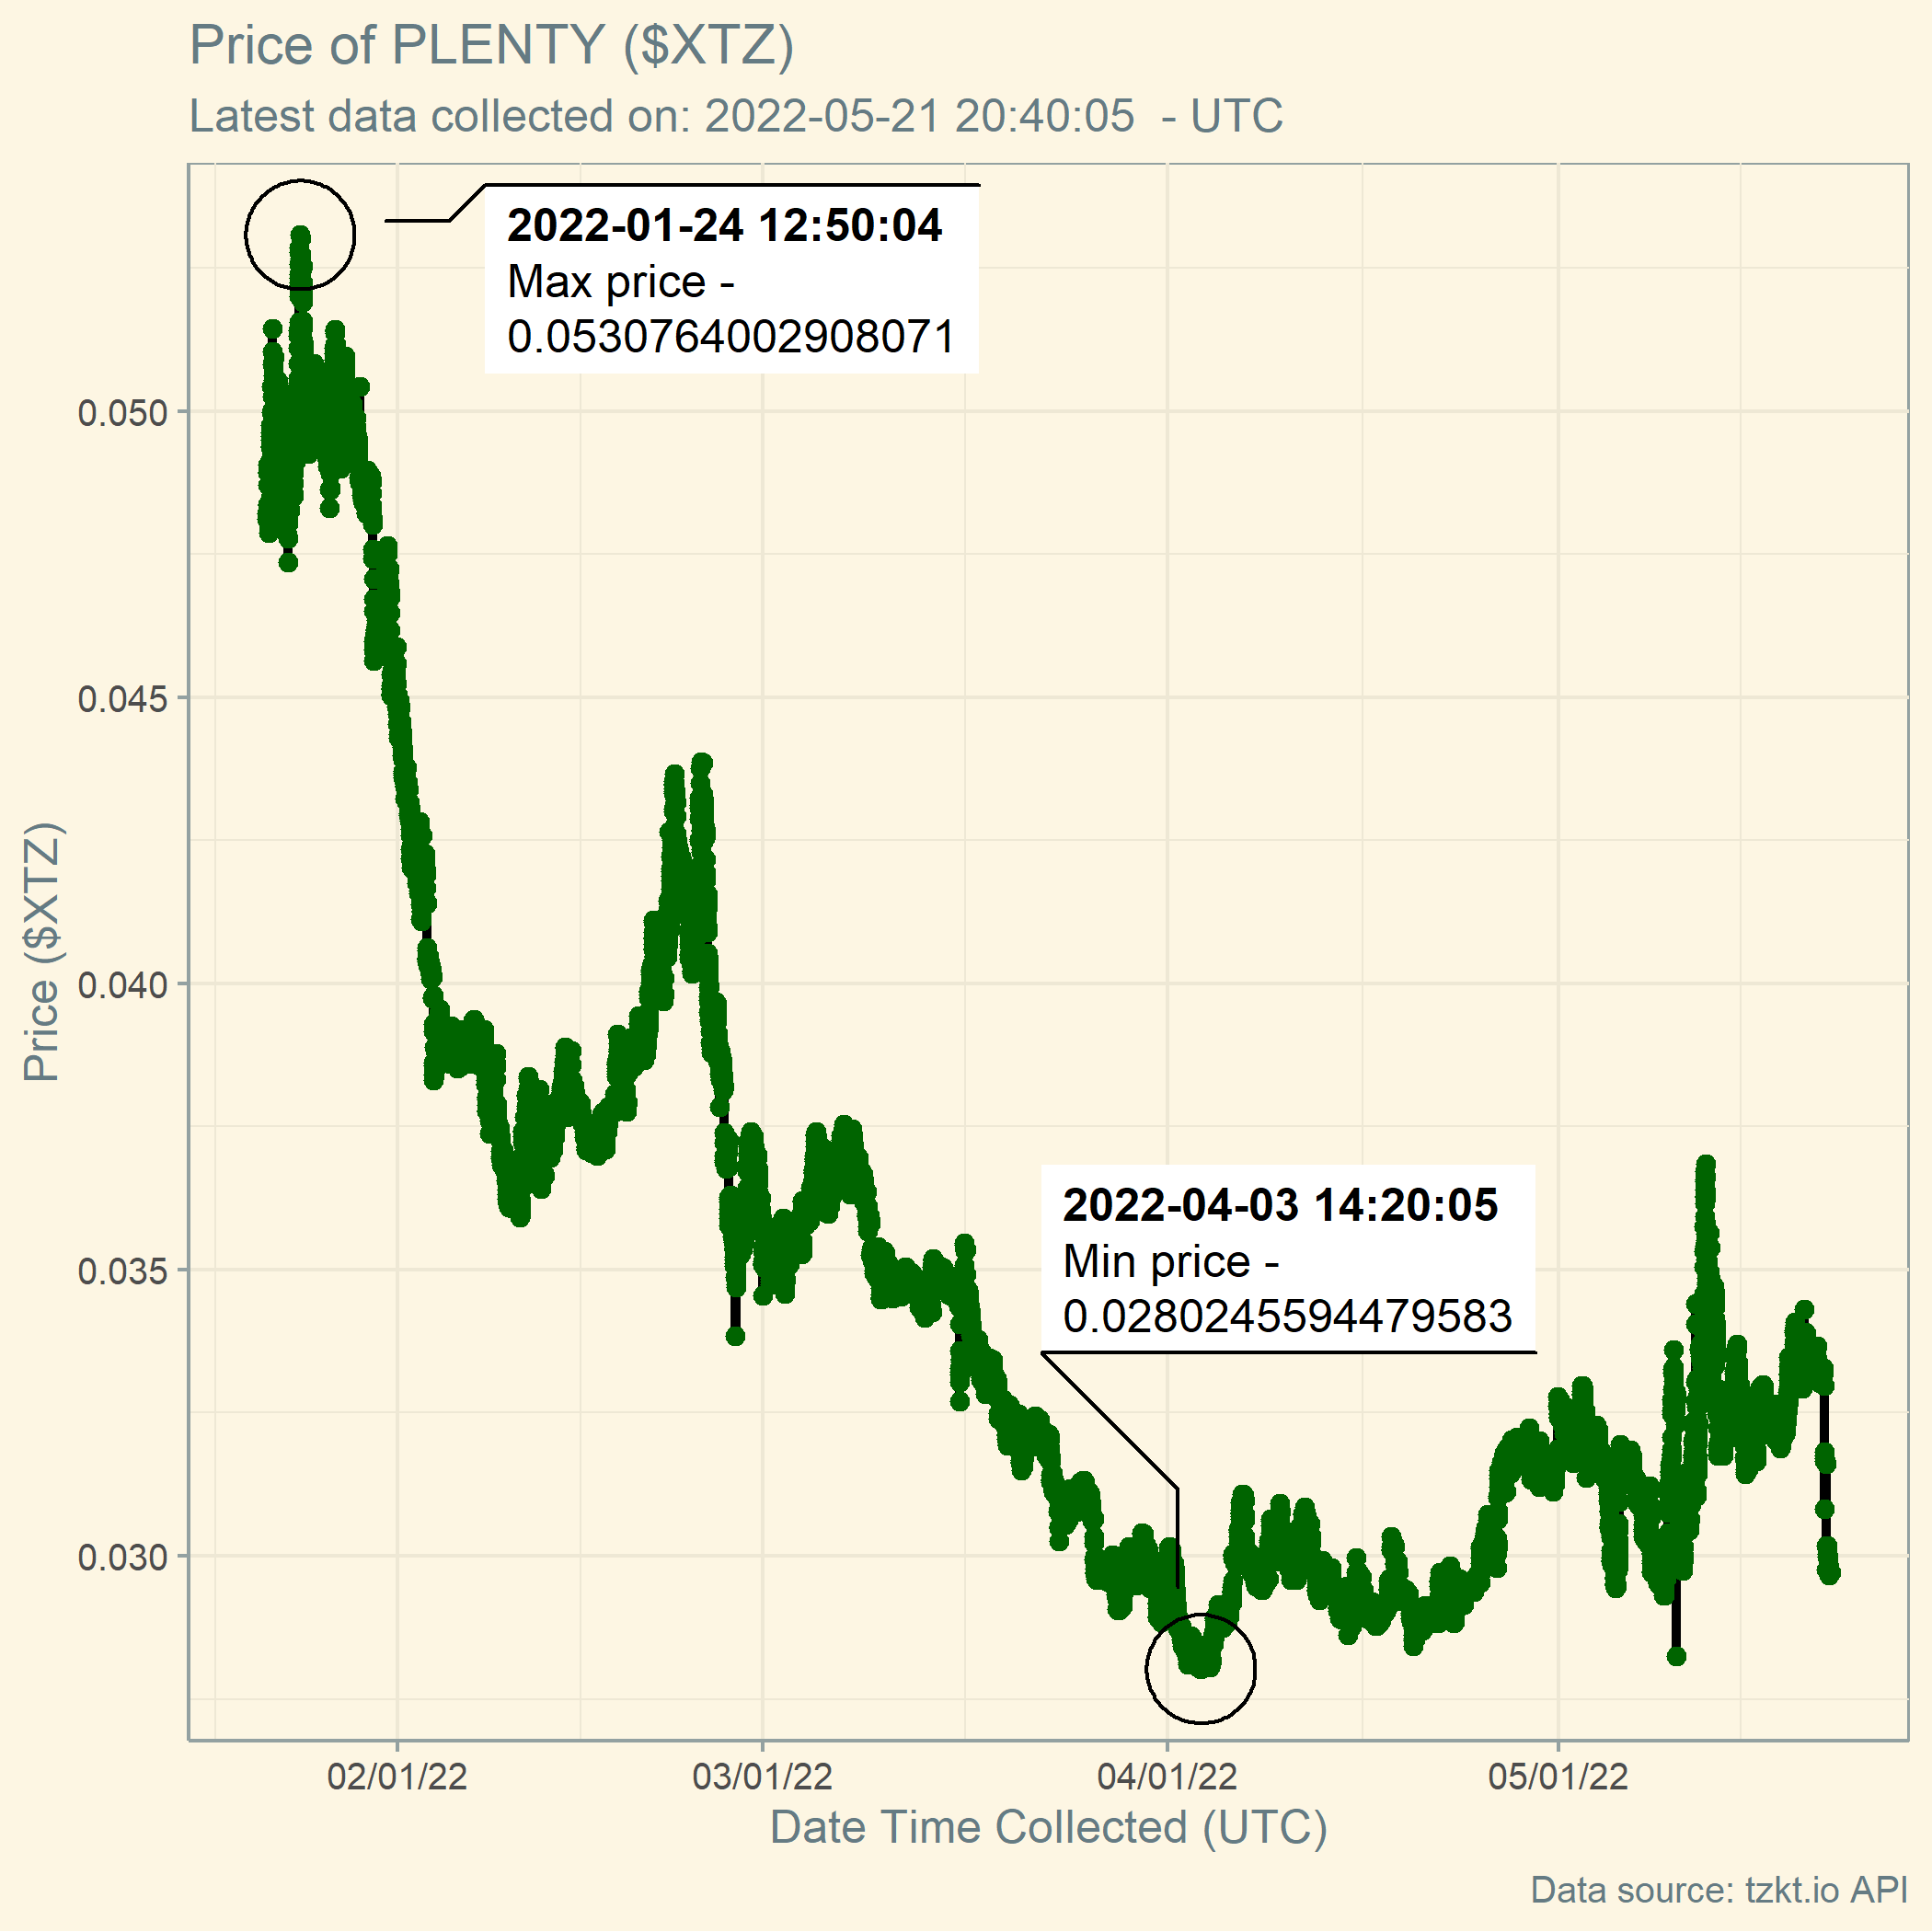 Price of PLENTY ($XTZ)
Latest data collected on: 2022-05-21 20:40:05  - UTC
2022-01-24 12:50:04
Max price -
0.0530764002908071
2022-04-03 14:20:05
Min price -
0.0280245594479583
Price ($XTZ)
0.050
0.045
0.040
0.035
0.030
02/01/22
03/01/22
04/01/22
05/01/22
Date Time Collected (UTC)
Data source: tzkt.io API